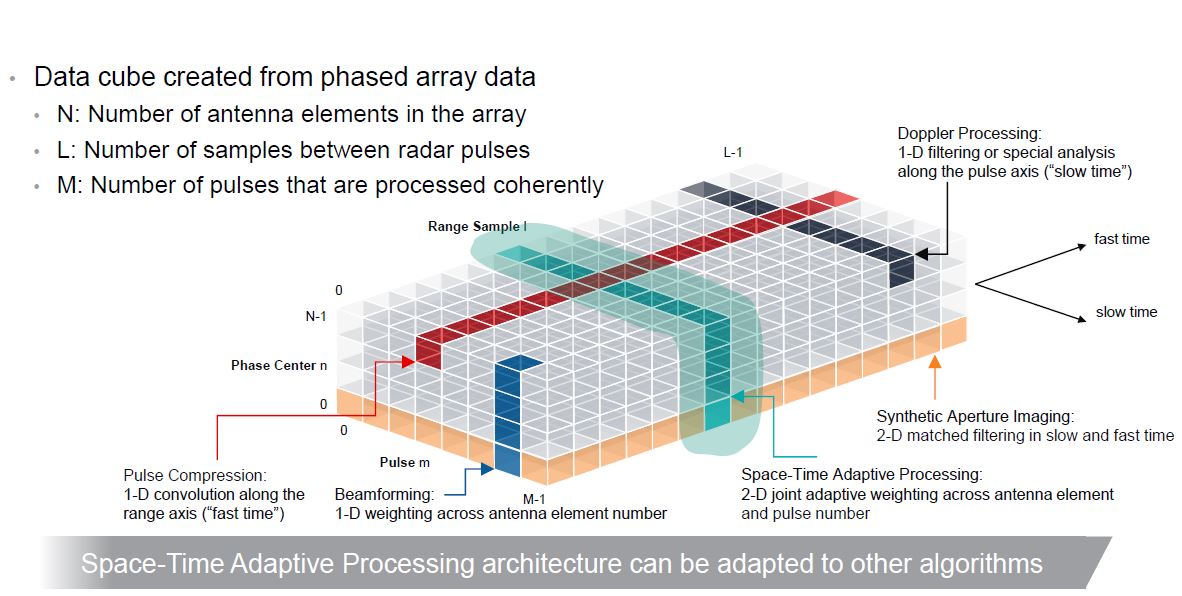 Data cube created from phased array data
N: Number of antenna elements in the array
L: Number of samples between radar pulses
M: Number of pulses that are processed coherently
Doppler Processing:
1-D filtering or special analysis
along the pulse axis (“slow time”)
L-1
Range Sample l
fast time
slow time
0
N-1
Phase Center n
0
0
Pulse m
M-1
Synthetic Aperture Imaging:
2-D matched filtering in slow and fast time
Pulse Compression:
1-D convolution along the
range axis (“fast time”)
Beamforming:
1-D weighting across antenna element number
Space-Time Adaptive Processing:
2-D joint adaptive weighting across antenna element
and pulse number
Space-Time Adaptive Processing architecture can be adapted to other algorithms